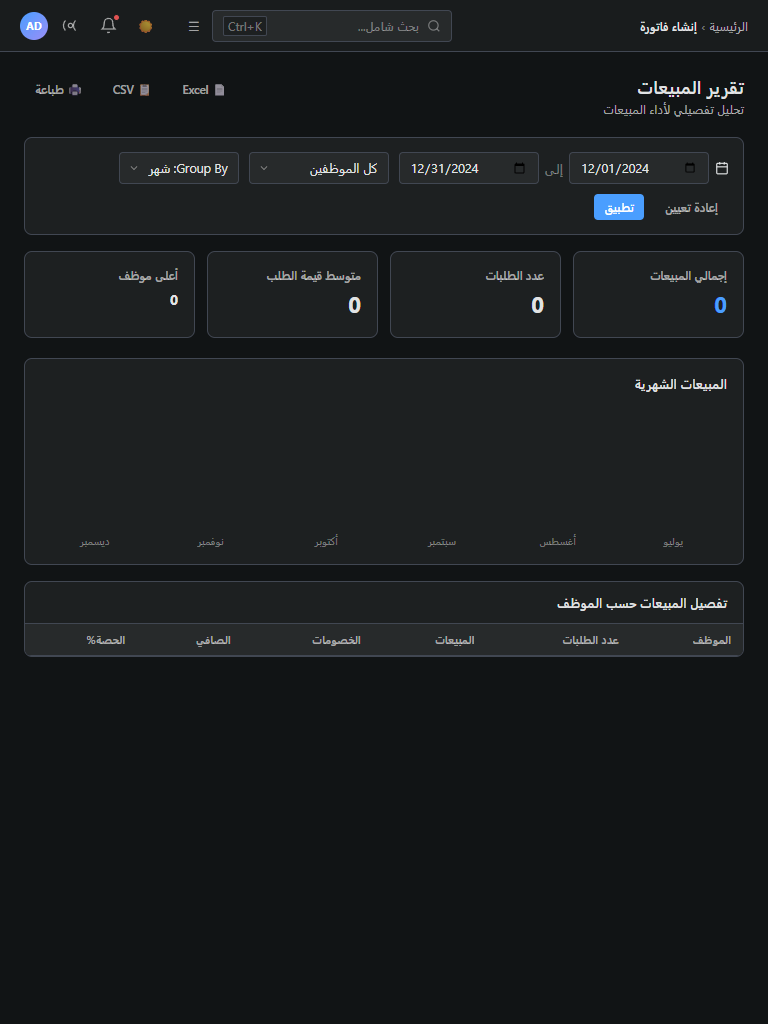 الرئيسية › إنشاء فاتورة
بحث شامل... Ctrl+K
AD
تقرير المبيعات
تحليل تفصيلي لأداء المبيعات
Excel
CSV
طباعة
12/01/2024 إلى 12/31/2024 كل الموظفين Group By: شهر
إعادة تعيين تطبيق
إجمالي المبيعات
0
عدد الطلبات
0
متوسط قيمة الطلب
0
أعلى موظف
0
المبيعات الشهرية
يوليو أغسطس سبتمبر أكتوبر نوفمبر ديسمبر
تفصيل المبيعات حسب الموظف
الموظف عدد الطلبات المبيعات الخصومات الصافي الحصة%